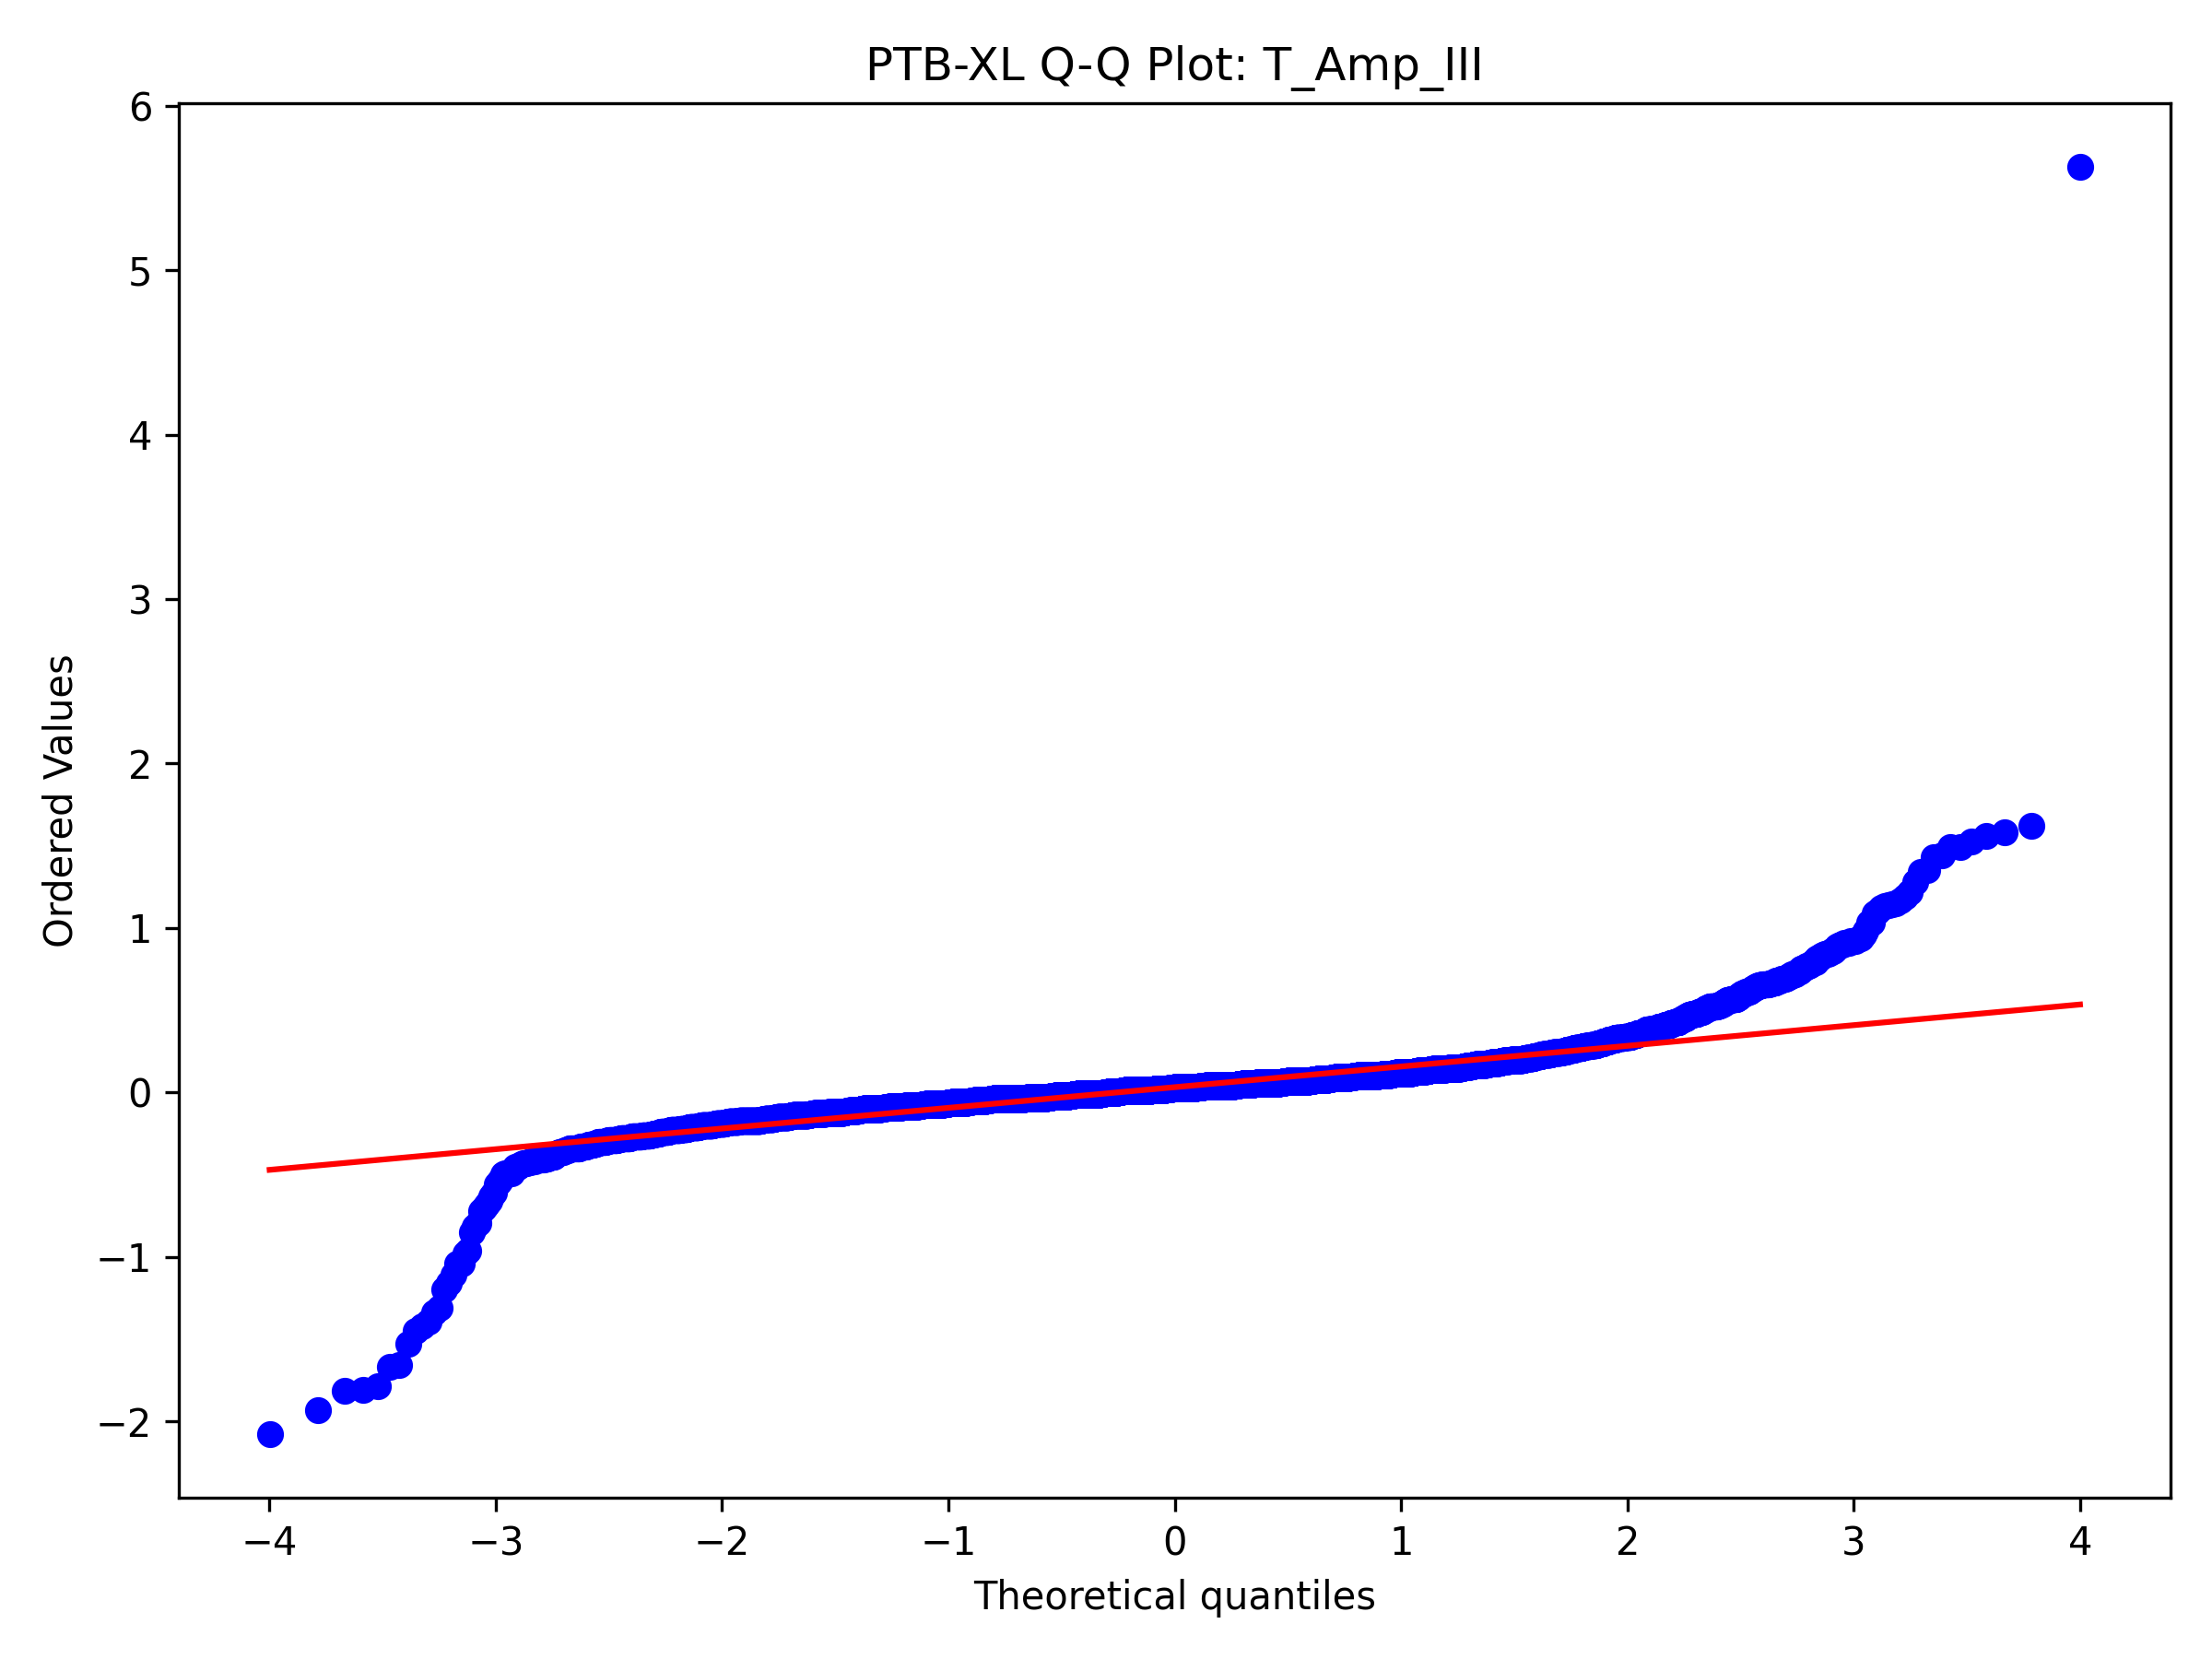 PTB-XL Q-Q Plot: T_Amp_III
6
5
4
3
2
1
0
−1
−2
Ordered Values
−4 −3 −2 −1 0 1 2 3 4
Theoretical quantiles